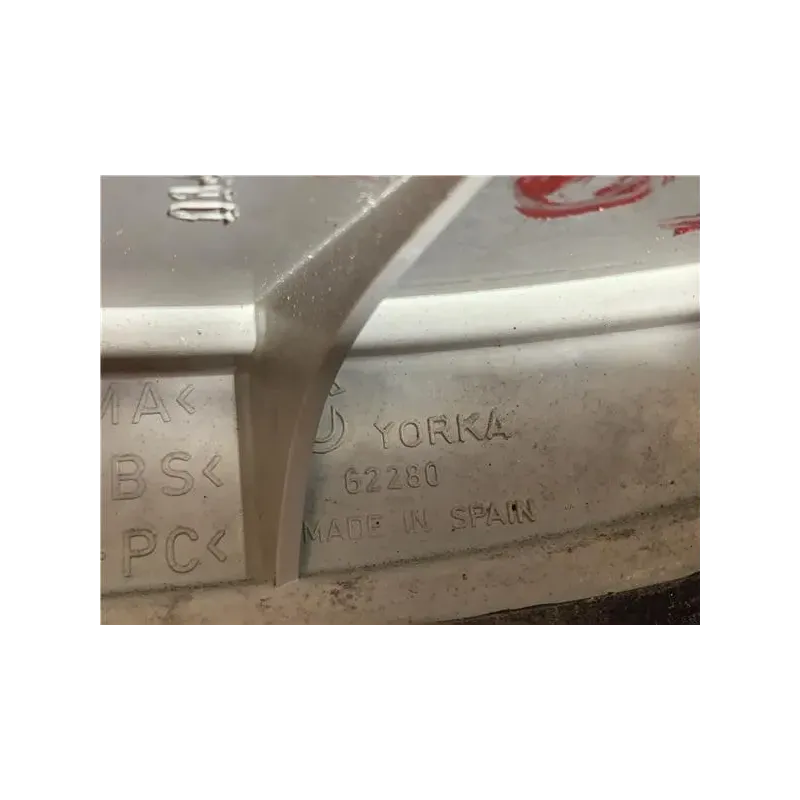 MA<
BS<
PC<
YORKA
62280
MADE IN SPAIN